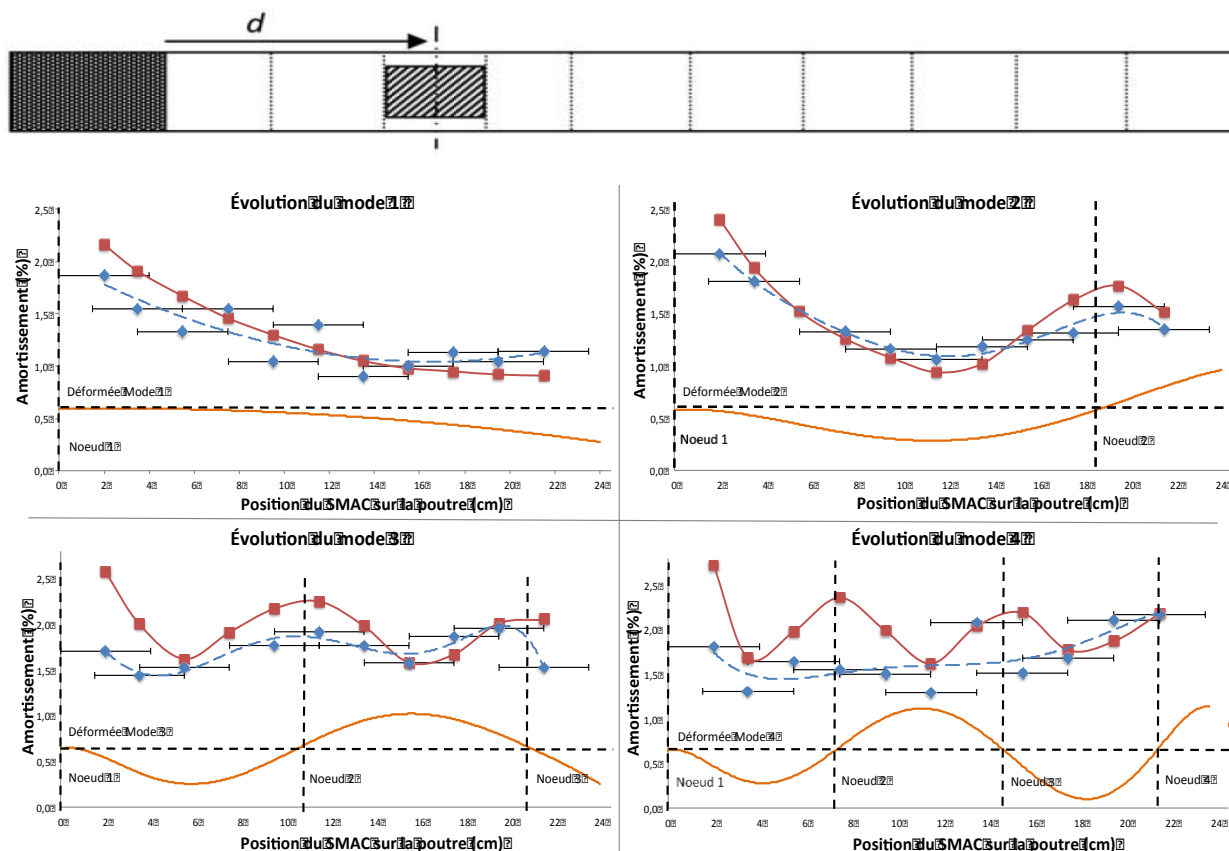 d
Évolution du mode 1
Amortissement (%)
2,5
2,0
1,5
1,0
0,5
0,0
Déformée Mode 1
Noeud 1
0 2 4 6 8 10 12 14 16 18 20 22 24
Position du SMAC sur la poutre (cm)
Évolution du mode 2
Amortissement (%)
2,5
2,0
1,5
1,0
0,5
0,0
Déformée Mode 2
Noeud 1
Noeud 2
0 2 4 6 8 10 12 14 16 18 20 22 24
Position du SMAC sur la poutre (cm)
Évolution du mode 3
Amortissement (%)
2,5
2,0
1,5
1,0
0,5
0,0
Déformée Mode 3
Noeud 1
Noeud 2
Noeud 3
0 2 4 6 8 10 12 14 16 18 20 22 24
Position du SMAC sur la poutre (cm)
Évolution du mode 4
Amortissement (%)
2,5
2,0
1,5
1,0
0,5
0,0
Déformée Mode 4
Noeud 1
Noeud 2
Noeud 3
Noeud 4
0 2 4 6 8 10 12 14 16 18 20 22 24
Position du SMAC sur la poutre (cm)